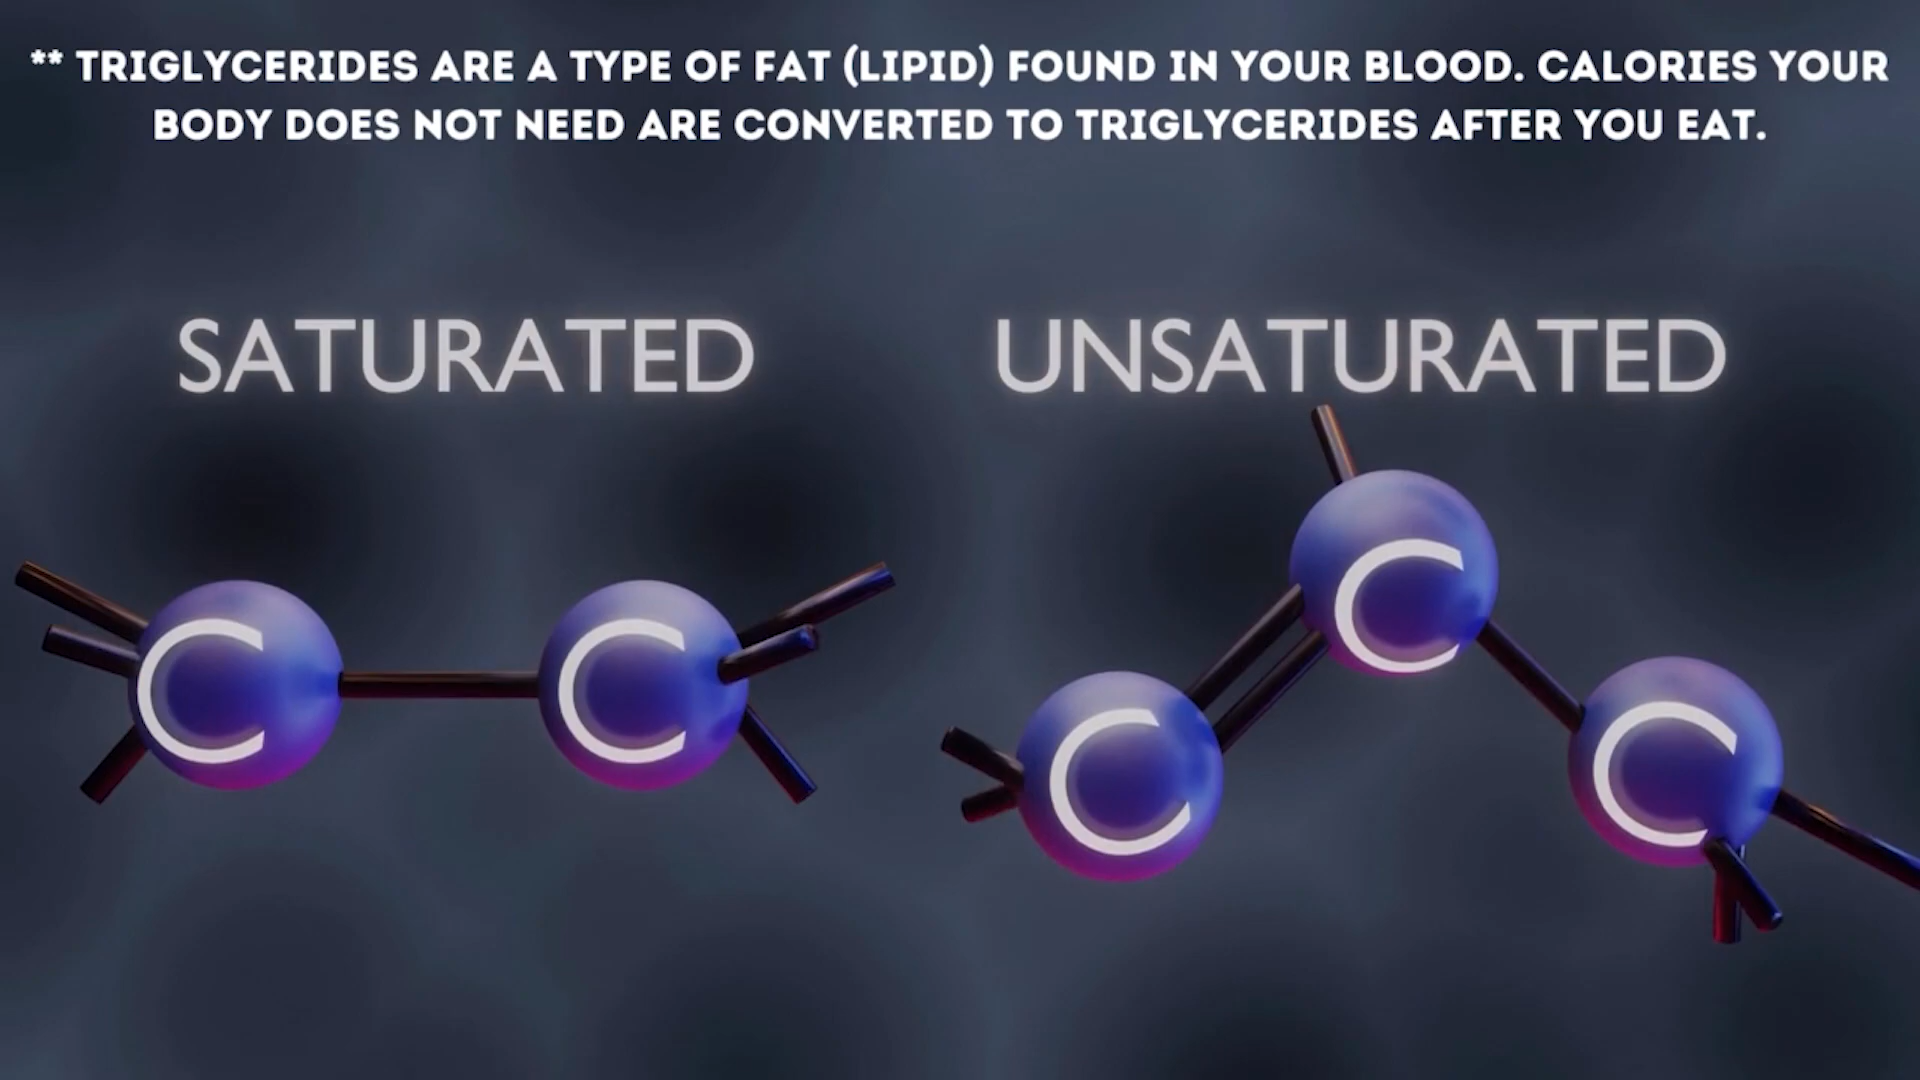 ** TRIGLYCERIDES ARE A TYPE OF FAT (LIPID) FOUND IN YOUR BLOOD. CALORIES YOUR
BODY DOES NOT NEED ARE CONVERTED TO TRIGLYCERIDES AFTER YOU EAT.
SATURATED UNSATURATED
C C C C C